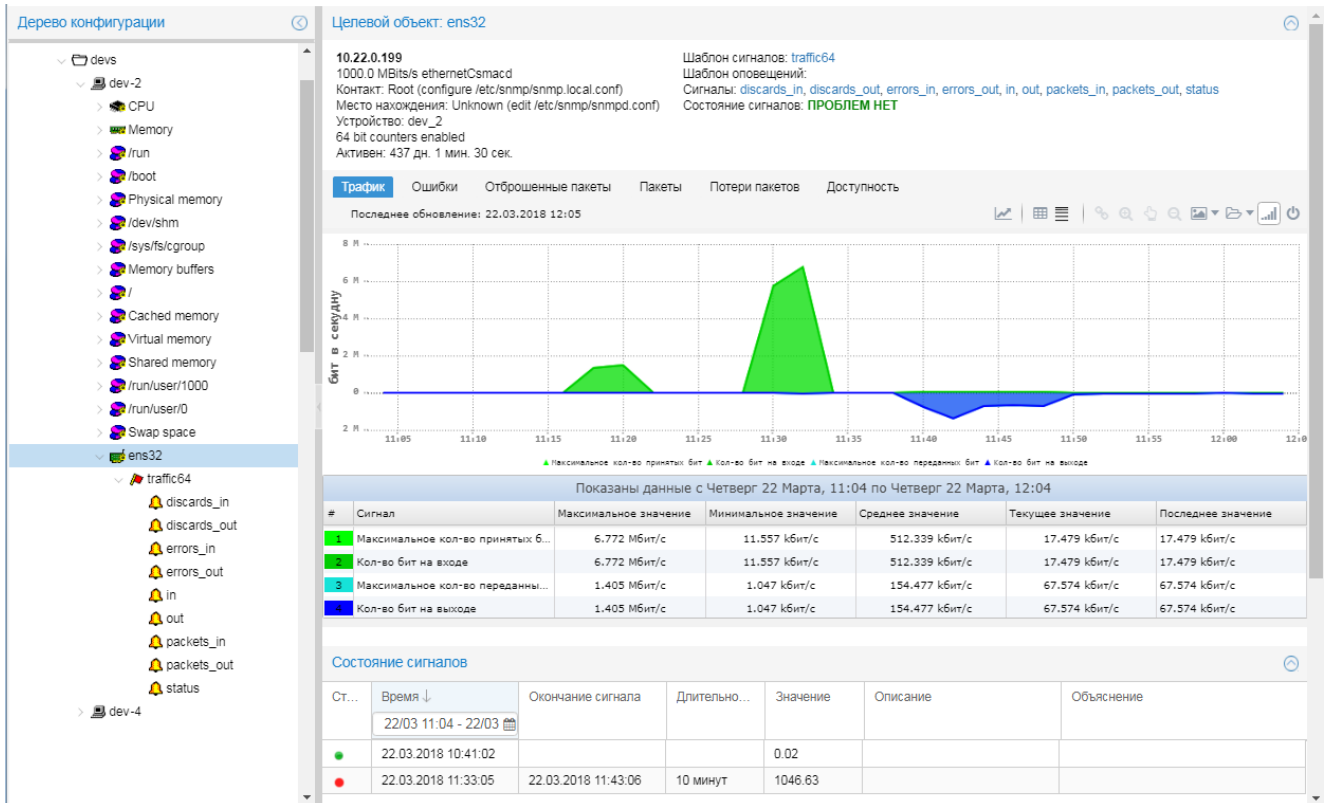 Дерево конфигурации
devs
dev-2
CPU
Memory
/run
/boot
Physical memory
/dev/shm
/sys/fs/cgroup
Memory buffers
/
Cached memory
Virtual memory
Shared memory
/run/user/1000
/run/user/0
Swap space
ens32
traffic64
discards_in
discards_out
errors_in
errors_out
in
out
packets_in
packets_out
status
dev-4
Целевой объект: ens32
10.22.0.199
1000.0 MBits/s ethernetCsmacd
Контакт: Root (configure /etc/snmp/snmp.local.conf)
Место нахождения: Unknown (edit /etc/snmp/snmpd.conf)
Устройство: dev_2
64 bit counters enabled
Активен: 437 дн. 1 мин. 30 сек.
Шаблон сигналов: traffic64
Шаблон оповещений:
Сигналы: discards_in, discards_out, errors_in, errors_out, in, out, packets_in, packets_out, status
Состояние сигналов: ПРОБЛЕМ НЕТ
Трафик Ошибки Отброшенные пакеты Пакеты Потери пакетов Доступность
Последнее обновление: 22.03.2018 12:05
бит в секудну
8 M
6 M
4 M
2 M
0
2 M
11:05 11:10 11:15 11:20 11:25 11:30 11:35 11:40 11:45 11:50 11:55 12:00 12:0
Максимальное кол-во принятых бит Кол-во бит на входе Максимальное кол-во переданных бит Кол-во бит на выходе
Показаны данные с Четверг 22 Марта, 11:04 по Четверг 22 Марта, 12:04
# Сигнал Максимальное значение Минимальное значение Среднее значение Текущее значение Последнее значение
1 Максимальное кол-во принятых б... 6.772 Мбит/с 11.557 кбит/с 512.339 кбит/с 17.479 кбит/с 17.479 кбит/с
2 Кол-во бит на входе 6.772 Мбит/с 11.557 кбит/с 512.339 кбит/с 17.479 кбит/с 17.479 кбит/с
3 Максимальное кол-во переданны... 1.405 Мбит/с 1.047 кбит/с 154.477 кбит/с 67.574 кбит/с 67.574 кбит/с
4 Кол-во бит на выходе 1.405 Мбит/с 1.047 кбит/с 154.477 кбит/с 67.574 кбит/с 67.574 кбит/с
Состояние сигналов
Ст... Время Окончание сигнала Длительно... Значение Описание Объяснение
22/03 11:04 - 22/03
22.03.2018 10:41:02 0.02
22.03.2018 11:33:05 22.03.2018 11:43:06 10 минут 1046.63